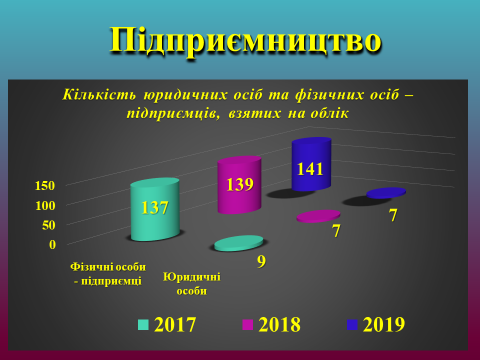 Підприємництво
Кількість юридичних осіб та фізичних осіб –
підприємців, взятих на облік
150
100
50
0
137
139
141
9
7
7
Фізичні особи
- підприємці
Юридичні
особи
2017
2018
2019